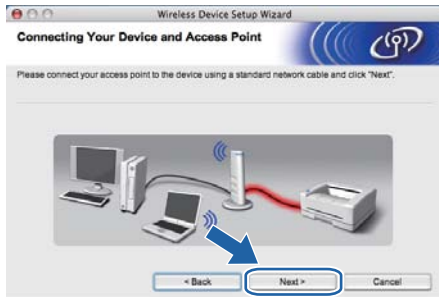 Wireless Device Setup Wizard
Connecting Your Device and Access Point
Please connect your access point to the device using a standard network cable and click "Next".
< Back
Next >
Cancel